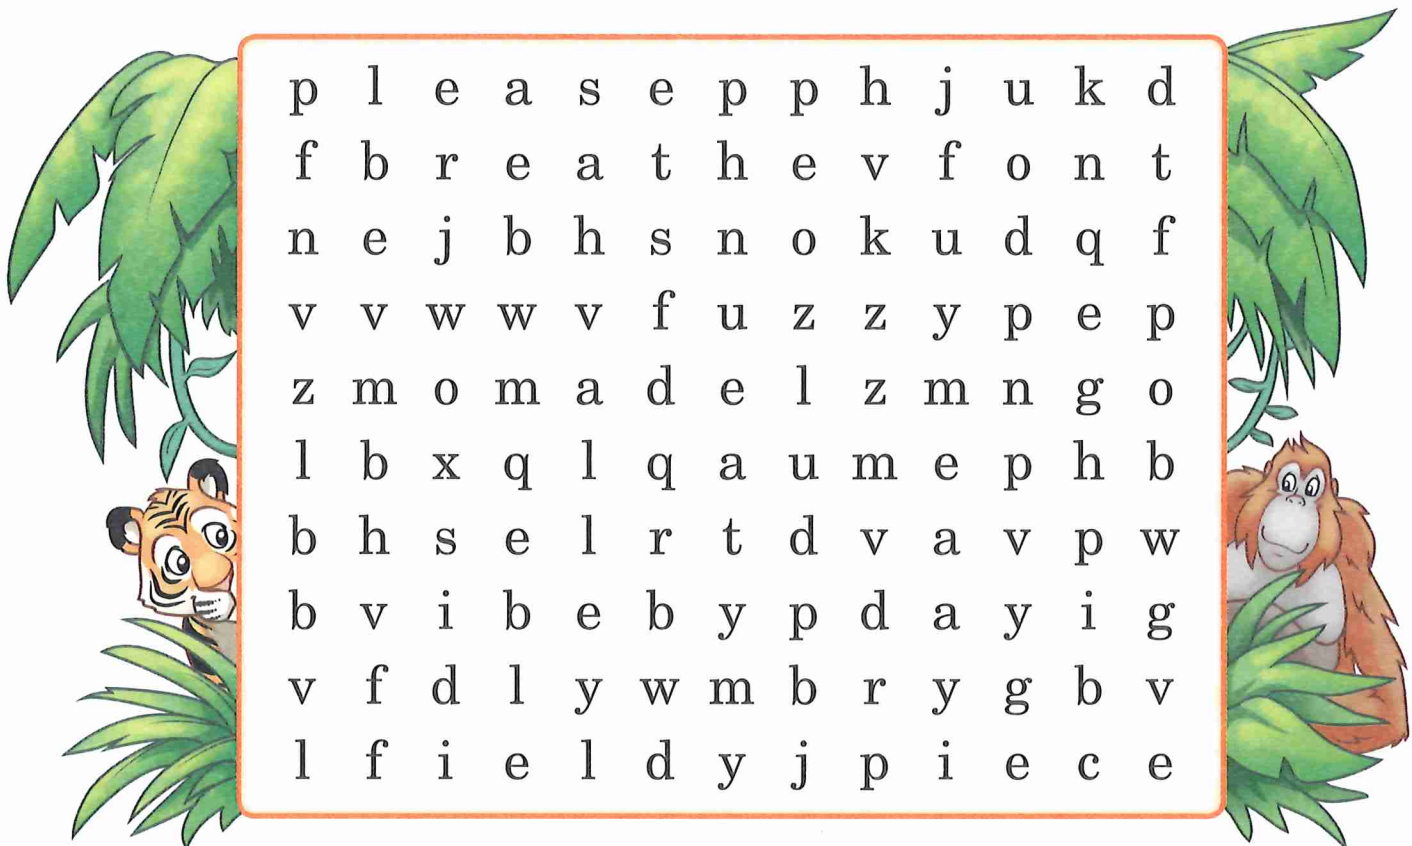 p l e a s e p p h j u k d
f b r e a t h e v f o n t
n e j b h s n o k u d q f
v v w w v f u z z y p e p
z m o m a d e l z m n g o
l b x q l q a u m e p h b
b h s e l r t d v a v p w
b v i b e b y p d a y i g
v f d l y w m b r y g b v
l f i e l d y j p i e c e